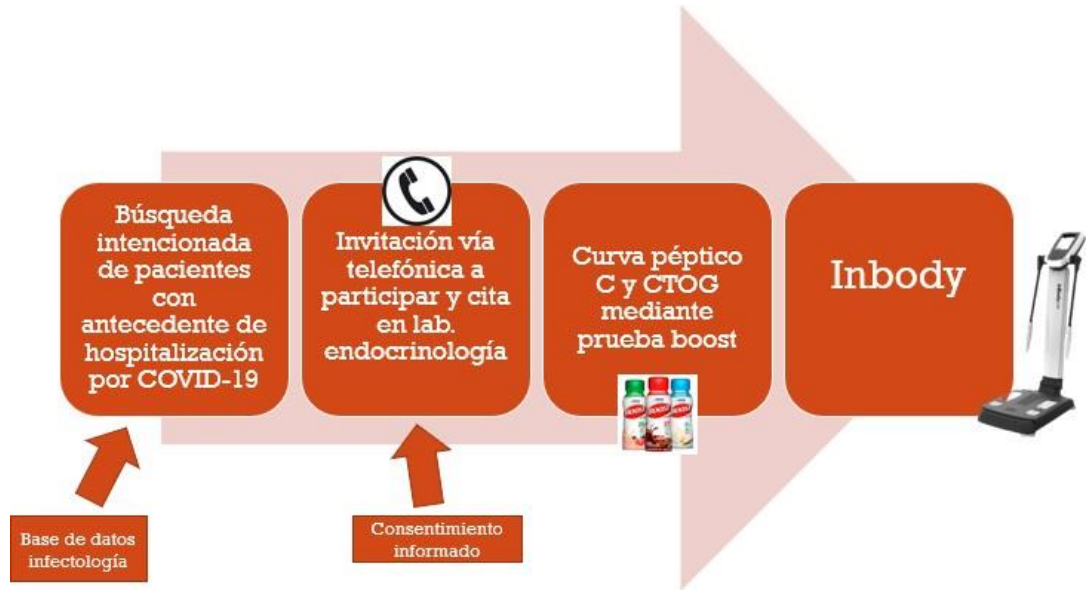 Búsqueda
intencionada
de pacientes
con
antecedente de
hospitalización
por COVID-19
Invitación vía
telefónica a
participar y cita
en lab.
endocrinología
Curva péptico
C y CTOG
mediante
prueba boost
Inbody
Base de datos
infectología
Consentimiento
informado